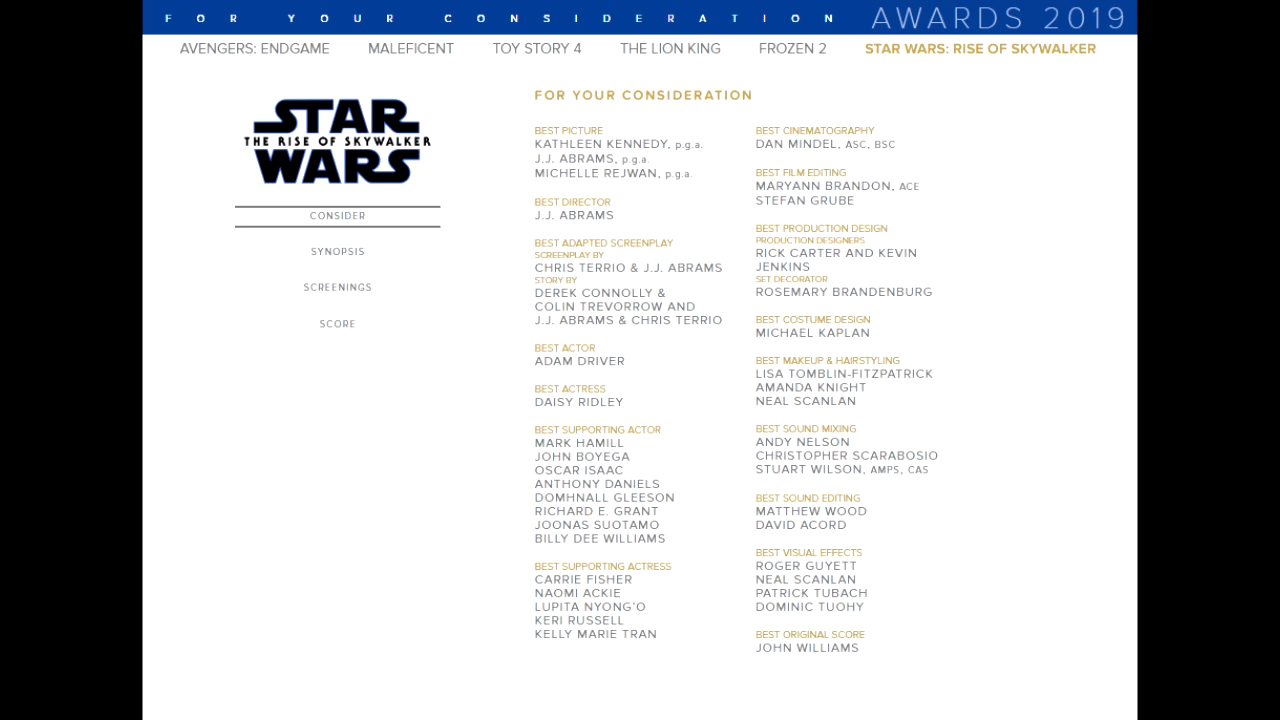 FOR YOUR CONSIDERATION AWARDS 2019
AVENGERS: ENDGAME MALEFICENT TOY STORY 4 THE LION KING FROZEN 2 STAR WARS: RISE OF SKYWALKER
STAR
THE RISE OF SKYWALKER
WARS
CONSIDER
SYNOPSIS
SCREENINGS
SCORE
FOR YOUR CONSIDERATION
BEST PICTURE
KATHLEEN KENNEDY, p.g.a.
J.J. ABRAMS, p.g.a.
MICHELLE REJWAN, p.g.a.
BEST DIRECTOR
J.J. ABRAMS
BEST ADAPTED SCREENPLAY
SCREENPLAY BY
CHRIS TERRIO & J.J. ABRAMS
STORY BY
DEREK CONNOLLY &
COLIN TREVORROW AND
J.J. ABRAMS & CHRIS TERRIO
BEST ACTOR
ADAM DRIVER
BEST ACTRESS
DAISY RIDLEY
BEST SUPPORTING ACTOR
MARK HAMILL
JOHN BOYEGA
OSCAR ISAAC
ANTHONY DANIELS
DOMHNALL GLEESON
RICHARD E. GRANT
JOONAS SUOTAMO
BILLY DEE WILLIAMS
BEST SUPPORTING ACTRESS
CARRIE FISHER
NAOMI ACKIE
LUPITA NYONG'O
KERI RUSSELL
KELLY MARIE TRAN
BEST CINEMATOGRAPHY
DAN MINDEL, ASC, BSC
BEST FILM EDITING
MARYANN BRANDON, ACE
STEFAN GRUBE
BEST PRODUCTION DESIGN
PRODUCTION DESIGNERS
RICK CARTER AND KEVIN
JENKINS
SET DECORATOR
ROSEMARY BRANDENBURG
BEST COSTUME DESIGN
MICHAEL KAPLAN
BEST MAKEUP & HAIRSTYLING
LISA TOMBLIN-FITZPATRICK
AMANDA KNIGHT
NEAL SCANLAN
BEST SOUND MIXING
ANDY NELSON
CHRISTOPHER SCARABOSIO
STUART WILSON, AMPS, CAS
BEST SOUND EDITING
MATTHEW WOOD
DAVID ACORD
BEST VISUAL EFFECTS
ROGER GUYETT
NEAL SCANLAN
PATRICK TUBACH
DOMINIC TUOHY
BEST ORIGINAL SCORE
JOHN WILLIAMS